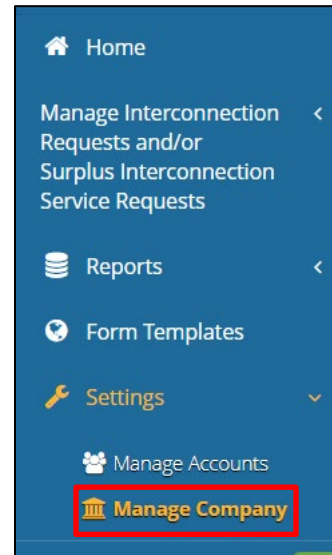 Home
Manage Interconnection
Requests and/or
Surplus Interconnection
Service Requests
Reports
Form Templates
Settings
Manage Accounts
Manage Company